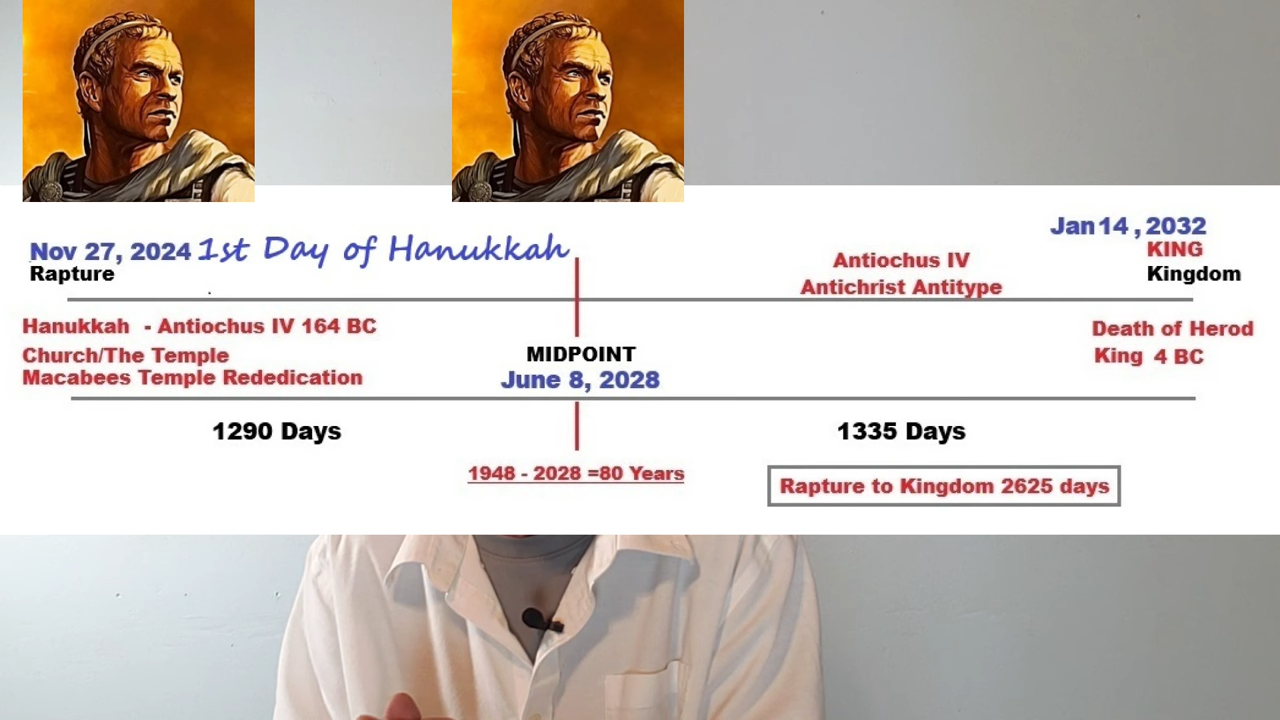 Nov 27, 2024 1st Day of Hanukkah
Rapture
Jan 14, 2032
KING
Kingdom
Antiochus IV
Antichrist Antitype
Hanukkah - Antiochus IV 164 BC
Church/The Temple
Macabees Temple Rededication
MIDPOINT
June 8, 2028
Death of Herod
King 4 BC
1290 Days
1335 Days
1948 - 2028 =80 Years
Rapture to Kingdom 2625 days